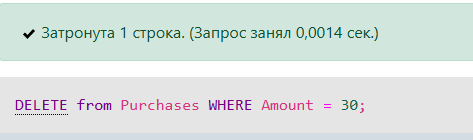 Затронута 1 строка. (Запрос занял 0,0014 сек.)
DELETE from Purchases WHERE Amount = 30;